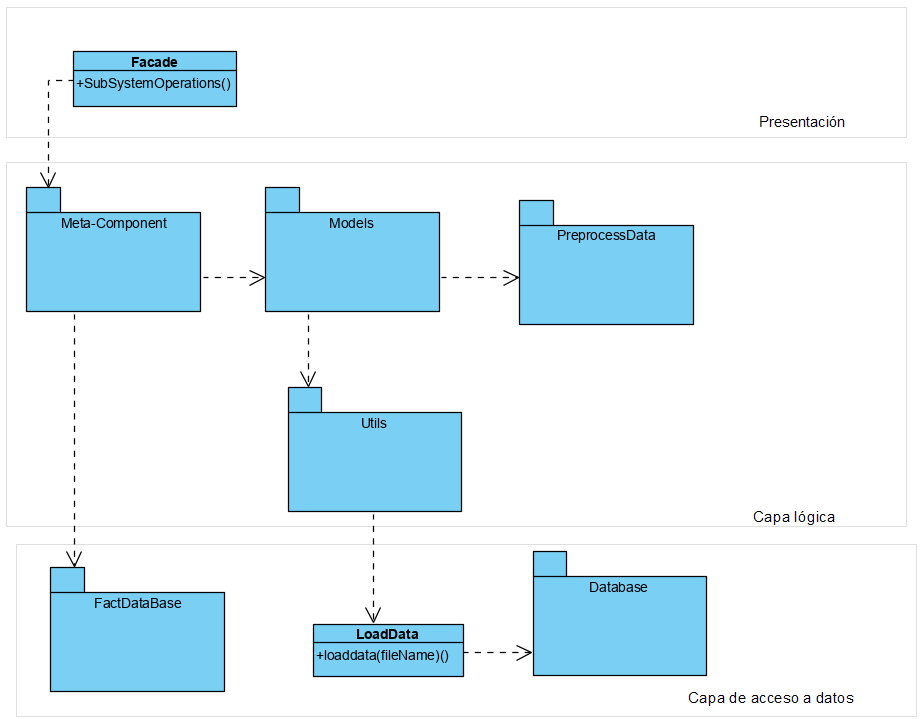 Facade
+SubSystemOperations()
Presentación
Meta-Component
Models
PreprocessData
Utils
Capa lógica
FactDataBase
Database
LoadData
+loaddata(fileName)()
Capa de acceso a datos